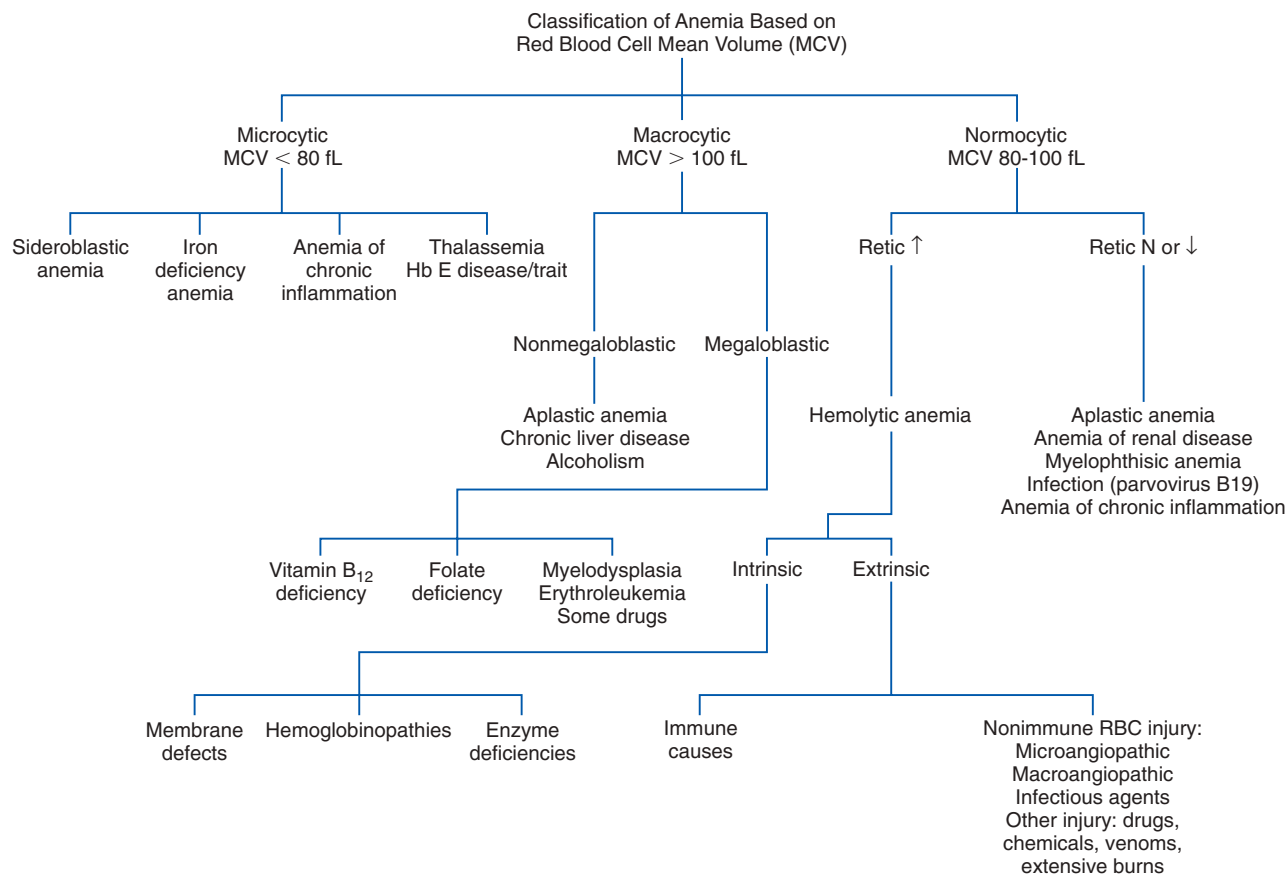 Classification of Anemia Based on
Red Blood Cell Mean Volume (MCV)
Microcytic
MCV < 80 fL
Macrocytic
MCV > 100 fL
Normocytic
MCV 80-100 fL
Sideroblastic
anemia
Iron
deficiency
anemia
Anemia of
chronic
inflammation
Thalassemia
Hb E disease/trait
Retic ↑
Retic N or ↓
Nonmegaloblastic
Megaloblastic
Aplastic anemia
Chronic liver disease
Alcoholism
Hemolytic anemia
Aplastic anemia
Anemia of renal disease
Myelophthisic anemia
Infection (parvovirus B19)
Anemia of chronic inflammation
Vitamin B₁₂
deficiency
Folate
deficiency
Myelodysplasia
Erythroleukemia
Some drugs
Intrinsic
Extrinsic
Membrane
defects
Hemoglobinopathies
Enzyme
deficiencies
Immune
causes
Nonimmune RBC injury:
Microangiopathic
Macroangiopathic
Infectious agents
Other injury: drugs,
chemicals, venoms,
extensive burns